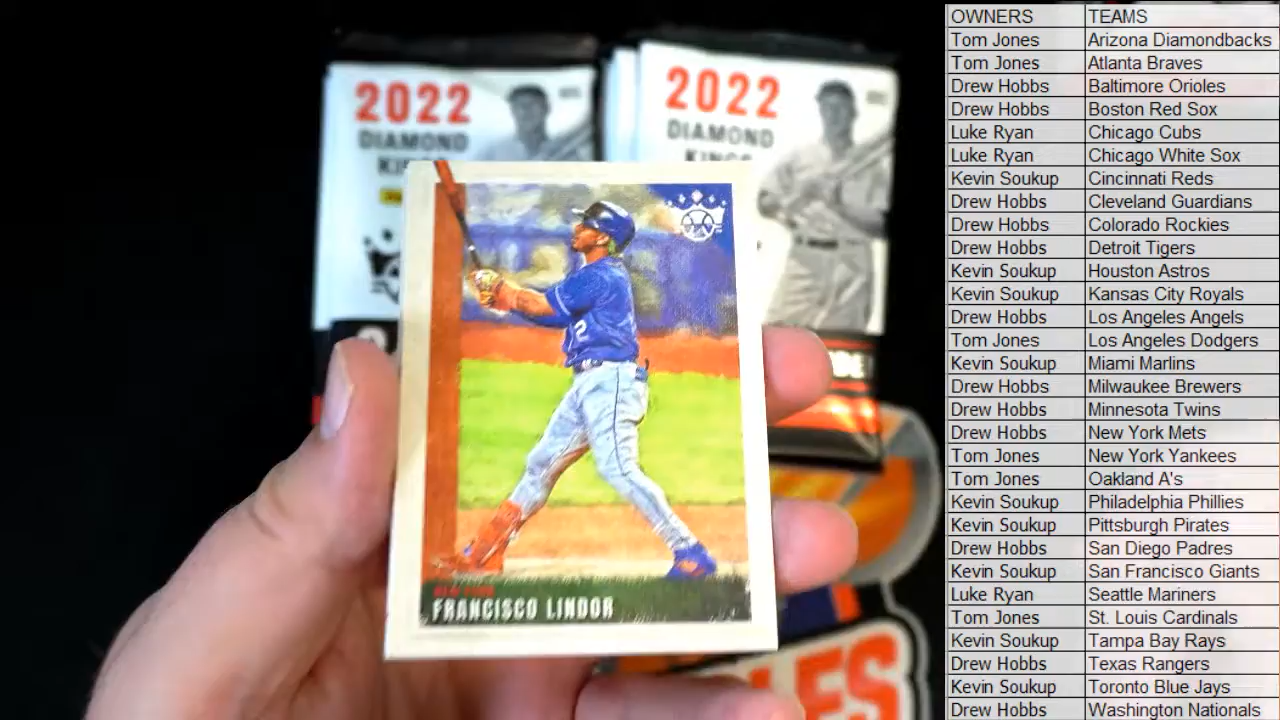 2022
DIAMOND
2022
DIAMOND
KINGS
2
NEW YORK
FRANCISCO LINDOR
LES
OWNERS TEAMS
Tom Jones Arizona Diamondbacks
Tom Jones Atlanta Braves
Drew Hobbs Baltimore Orioles
Drew Hobbs Boston Red Sox
Luke Ryan Chicago Cubs
Luke Ryan Chicago White Sox
Kevin Soukup Cincinnati Reds
Drew Hobbs Cleveland Guardians
Drew Hobbs Colorado Rockies
Drew Hobbs Detroit Tigers
Kevin Soukup Houston Astros
Kevin Soukup Kansas City Royals
Drew Hobbs Los Angeles Angels
Tom Jones Los Angeles Dodgers
Kevin Soukup Miami Marlins
Drew Hobbs Milwaukee Brewers
Drew Hobbs Minnesota Twins
Drew Hobbs New York Mets
Tom Jones New York Yankees
Tom Jones Oakland A's
Kevin Soukup Philadelphia Phillies
Kevin Soukup Pittsburgh Pirates
Drew Hobbs San Diego Padres
Kevin Soukup San Francisco Giants
Luke Ryan Seattle Mariners
Tom Jones St. Louis Cardinals
Kevin Soukup Tampa Bay Rays
Drew Hobbs Texas Rangers
Kevin Soukup Toronto Blue Jays
Drew Hobbs Washington Nationals